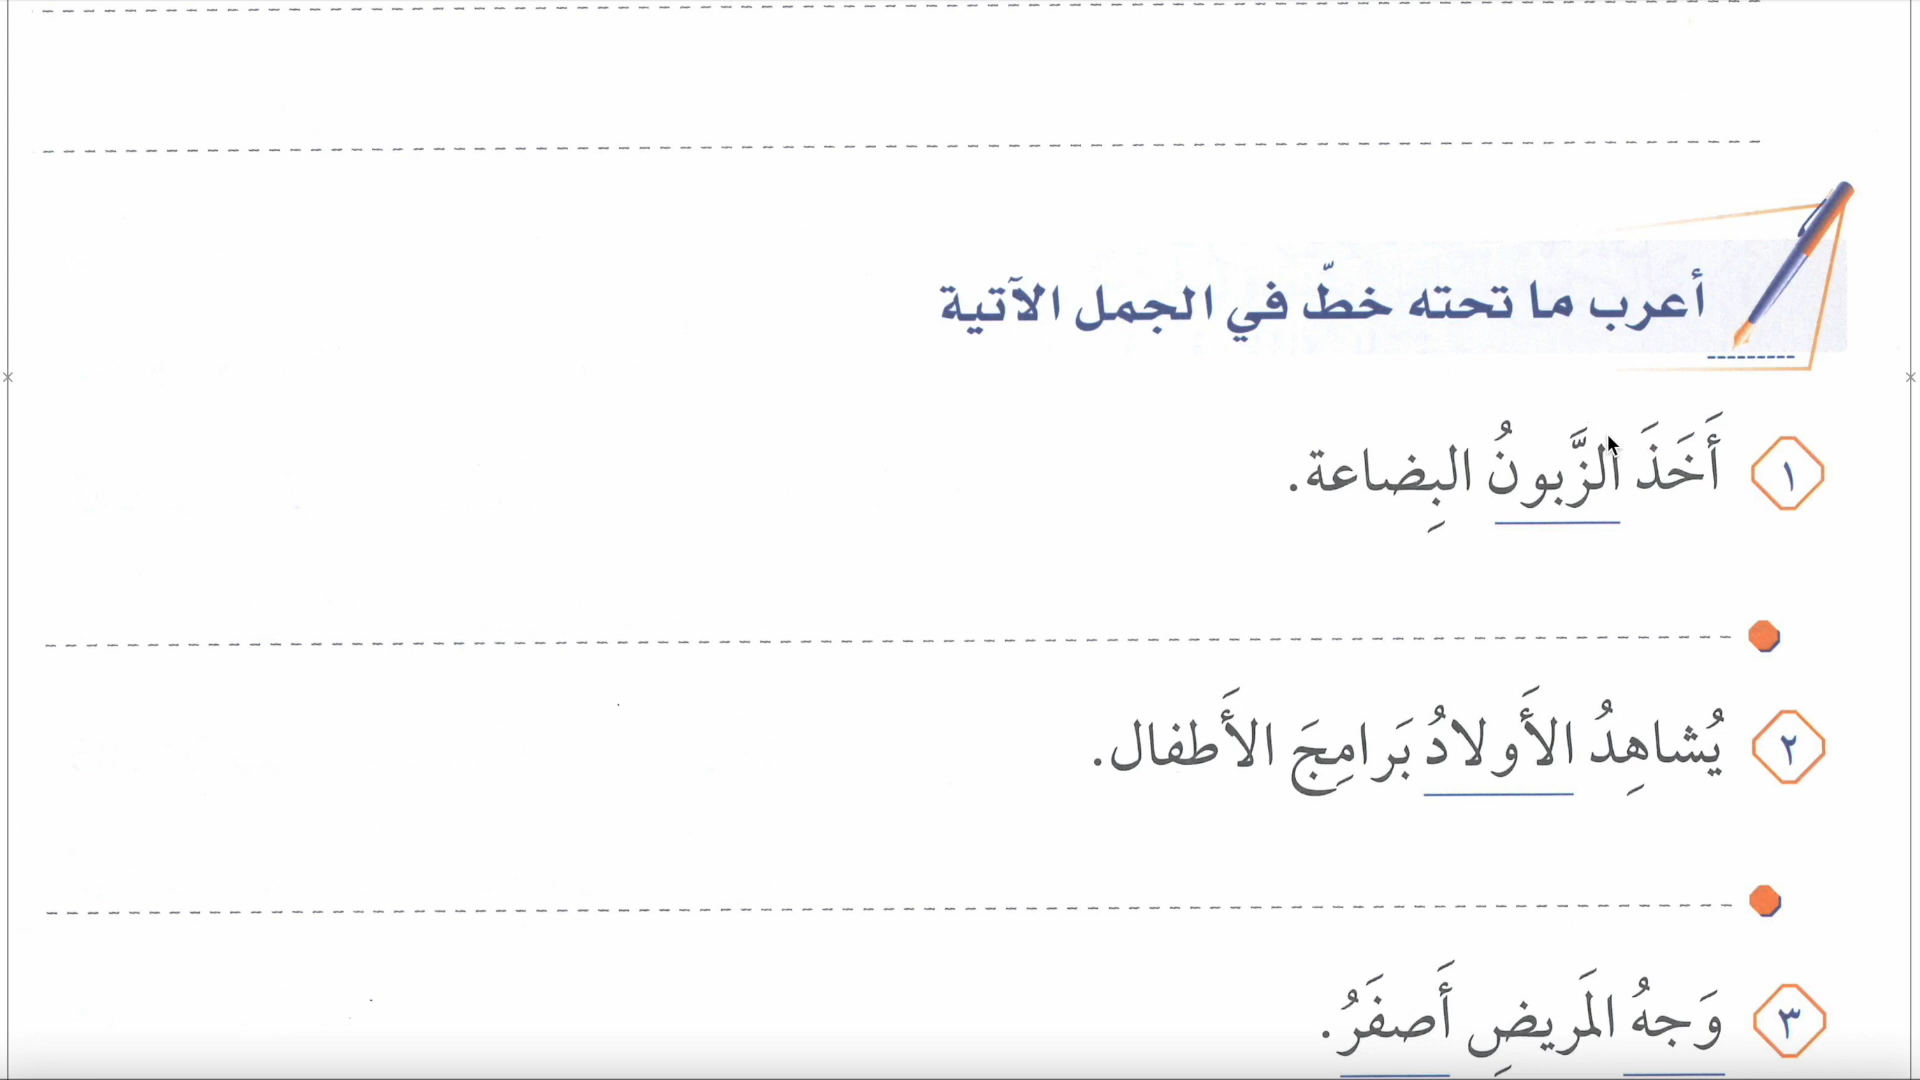 أعرب ما تحته خطّ في الجمل الآتية
١ أَخَذَ الزَّبونُ البِضاعة.
٢ يُشاهِدُ الأَولادُ بَرامِجَ الأَطفال.
٣ وَجهُ المَريضِ أَصفَرُ.